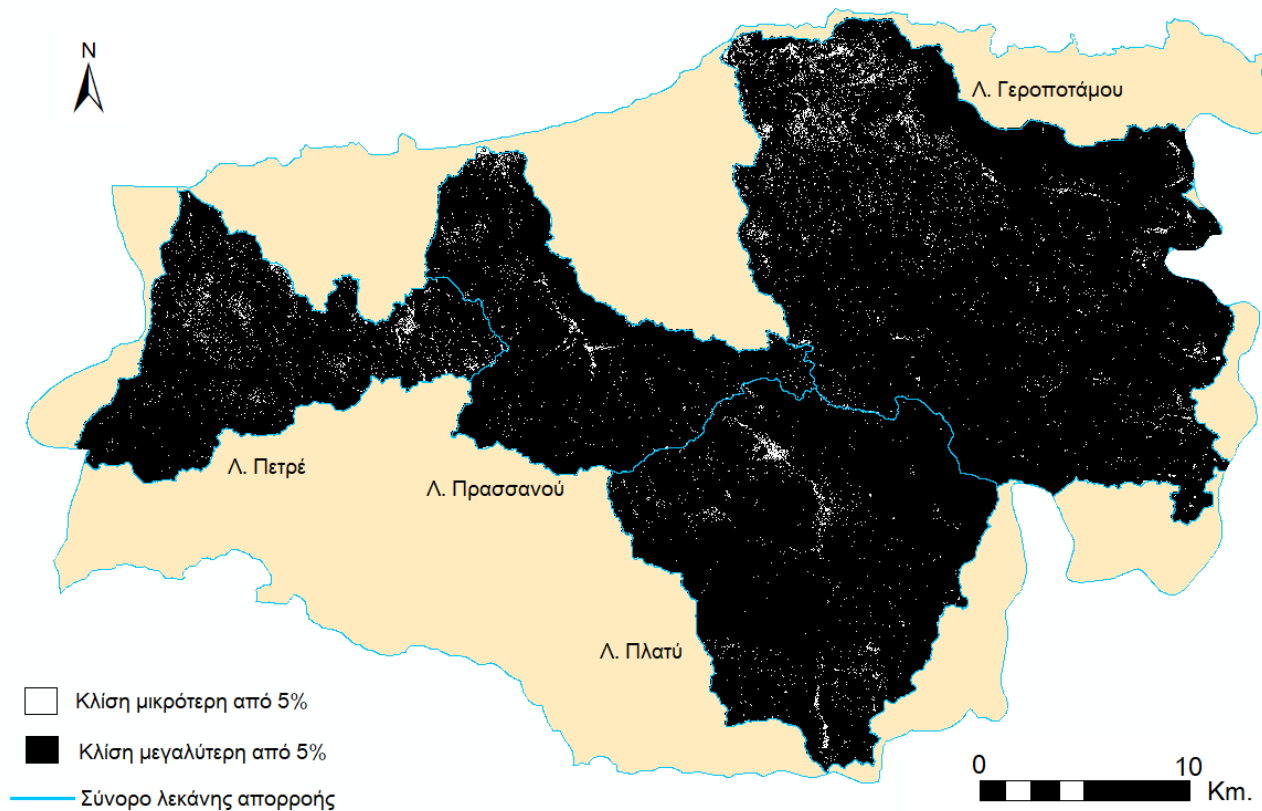 N
Λ. Γεροποτάμου
Λ. Πετρέ
Λ. Πρασσανού
Λ. Πλατύ
Κλίση μικρότερη από 5%
Κλίση μεγαλύτερη από 5%
Σύνορο λεκάνης απορροής
0 10
Km.